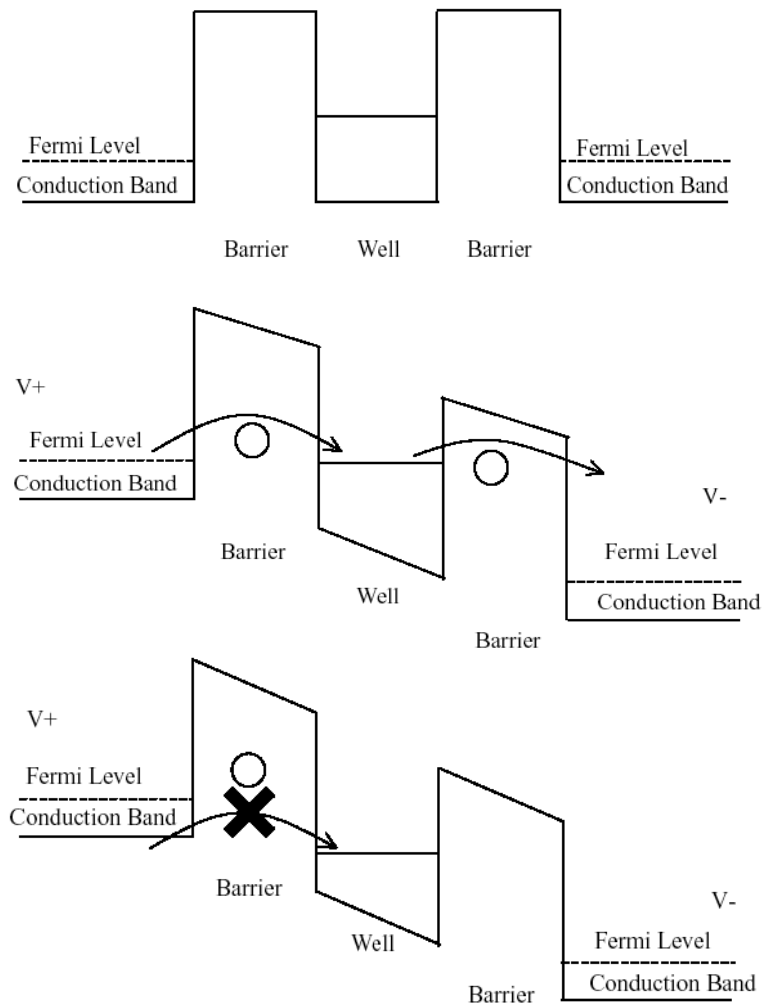 Fermi Level
Fermi Level
Conduction Band
Conduction Band
Barrier
Well
Barrier
V+
Fermi Level
Conduction Band
V-
Barrier
Fermi Level
Well
Conduction Band
Barrier
V+
Fermi Level
Conduction Band
Barrier
V-
Well
Fermi Level
Conduction Band
Barrier